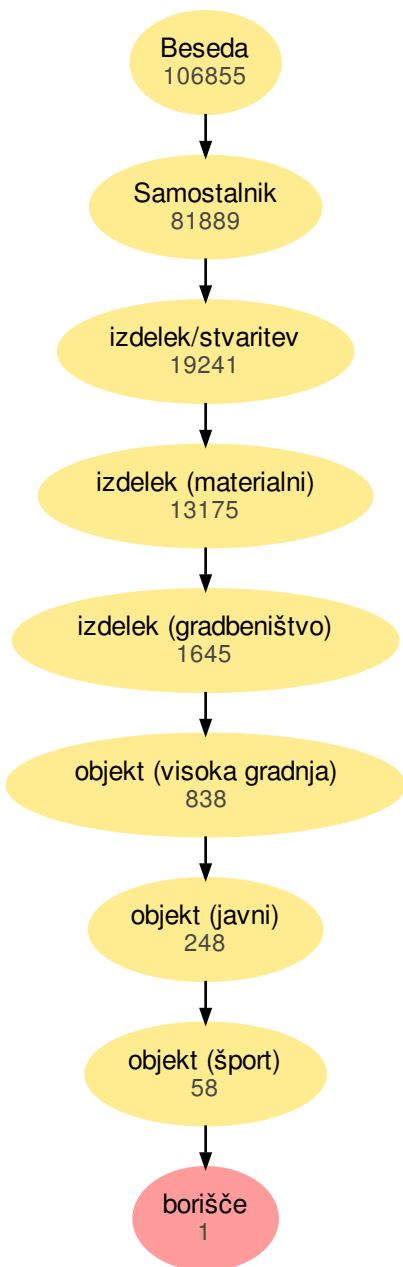 Beseda
106855
Samostalnik
81889
izdelek/stvaritev
19241
izdelek (materialni)
13175
izdelek (gradbeništvo)
1645
objekt (visoka gradnja)
838
objekt (javni)
248
objekt (šport)
58
borišče
1